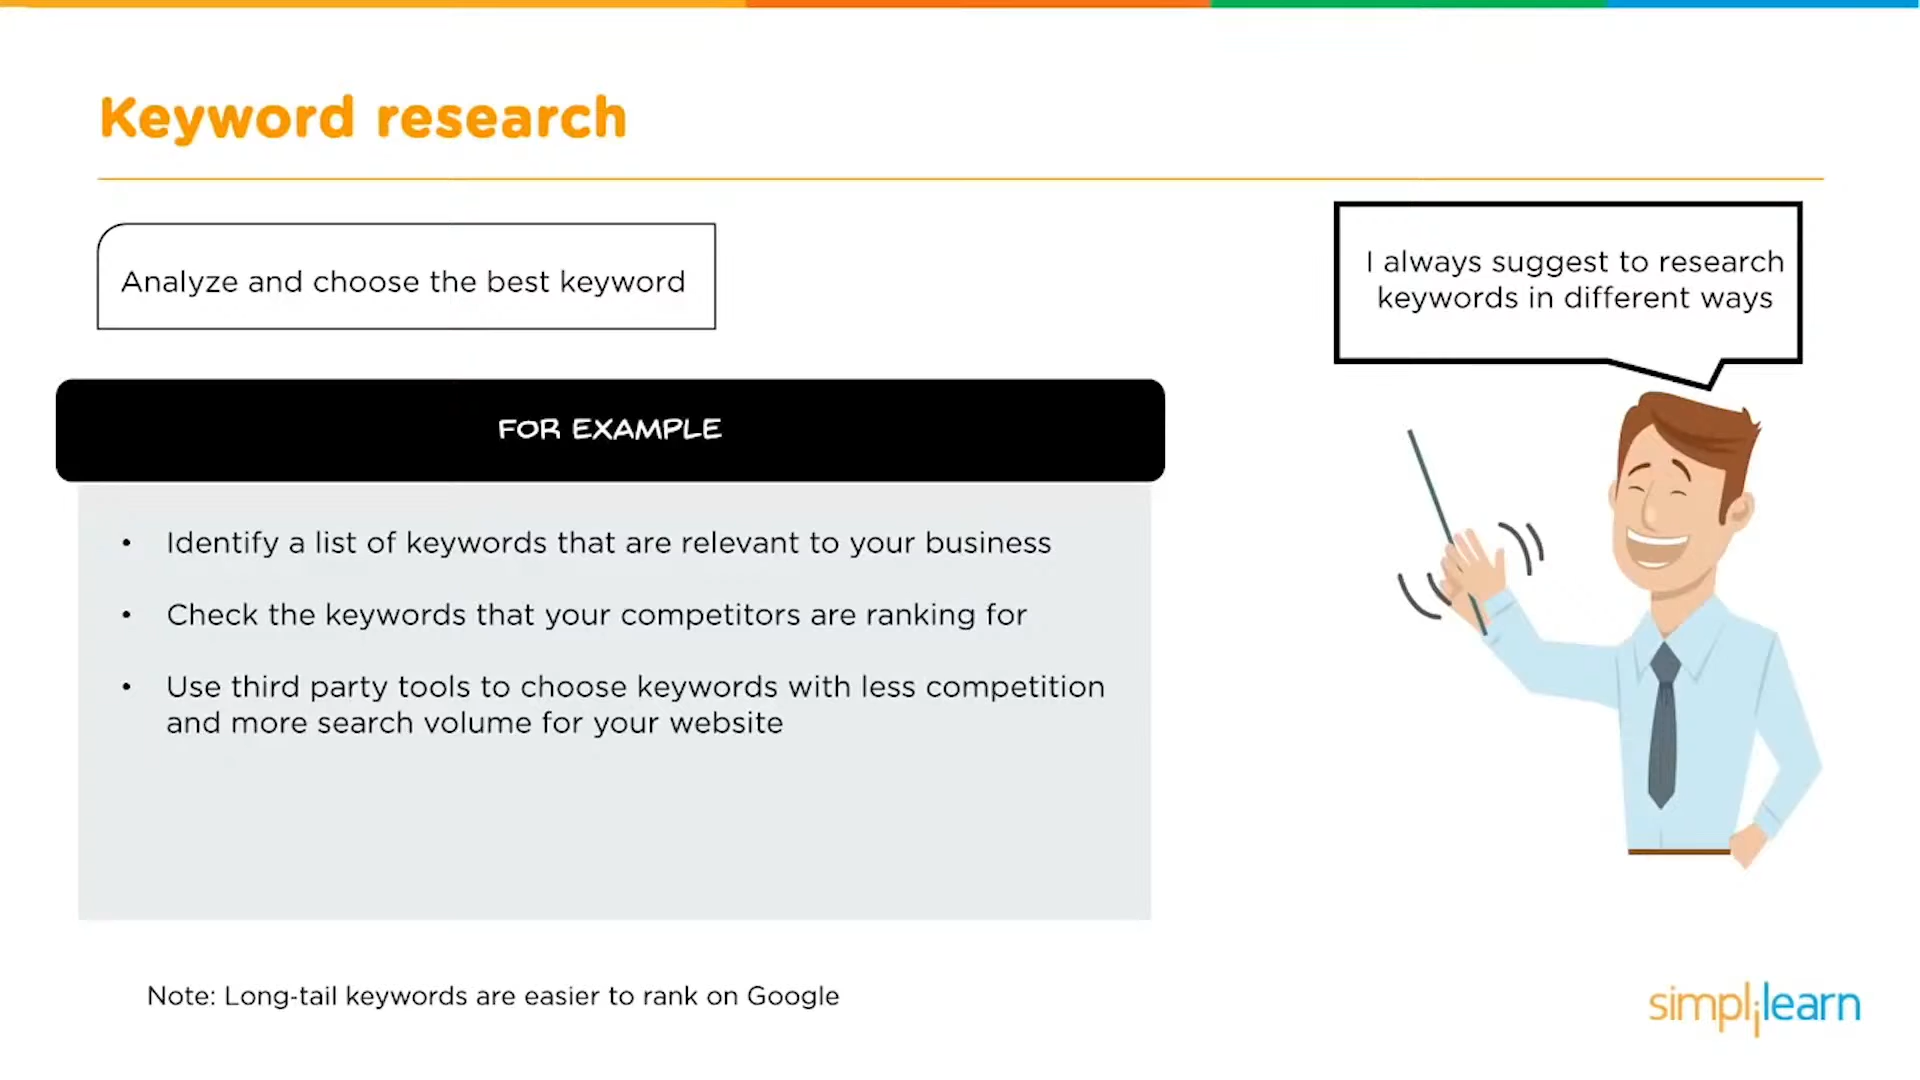 Keyword research
Analyze and choose the best keyword
I always suggest to research
keywords in different ways
FOR EXAMPLE
• Identify a list of keywords that are relevant to your business
• Check the keywords that your competitors are ranking for
• Use third party tools to choose keywords with less competition
and more search volume for your website
Note: Long-tail keywords are easier to rank on Google
simplilearn